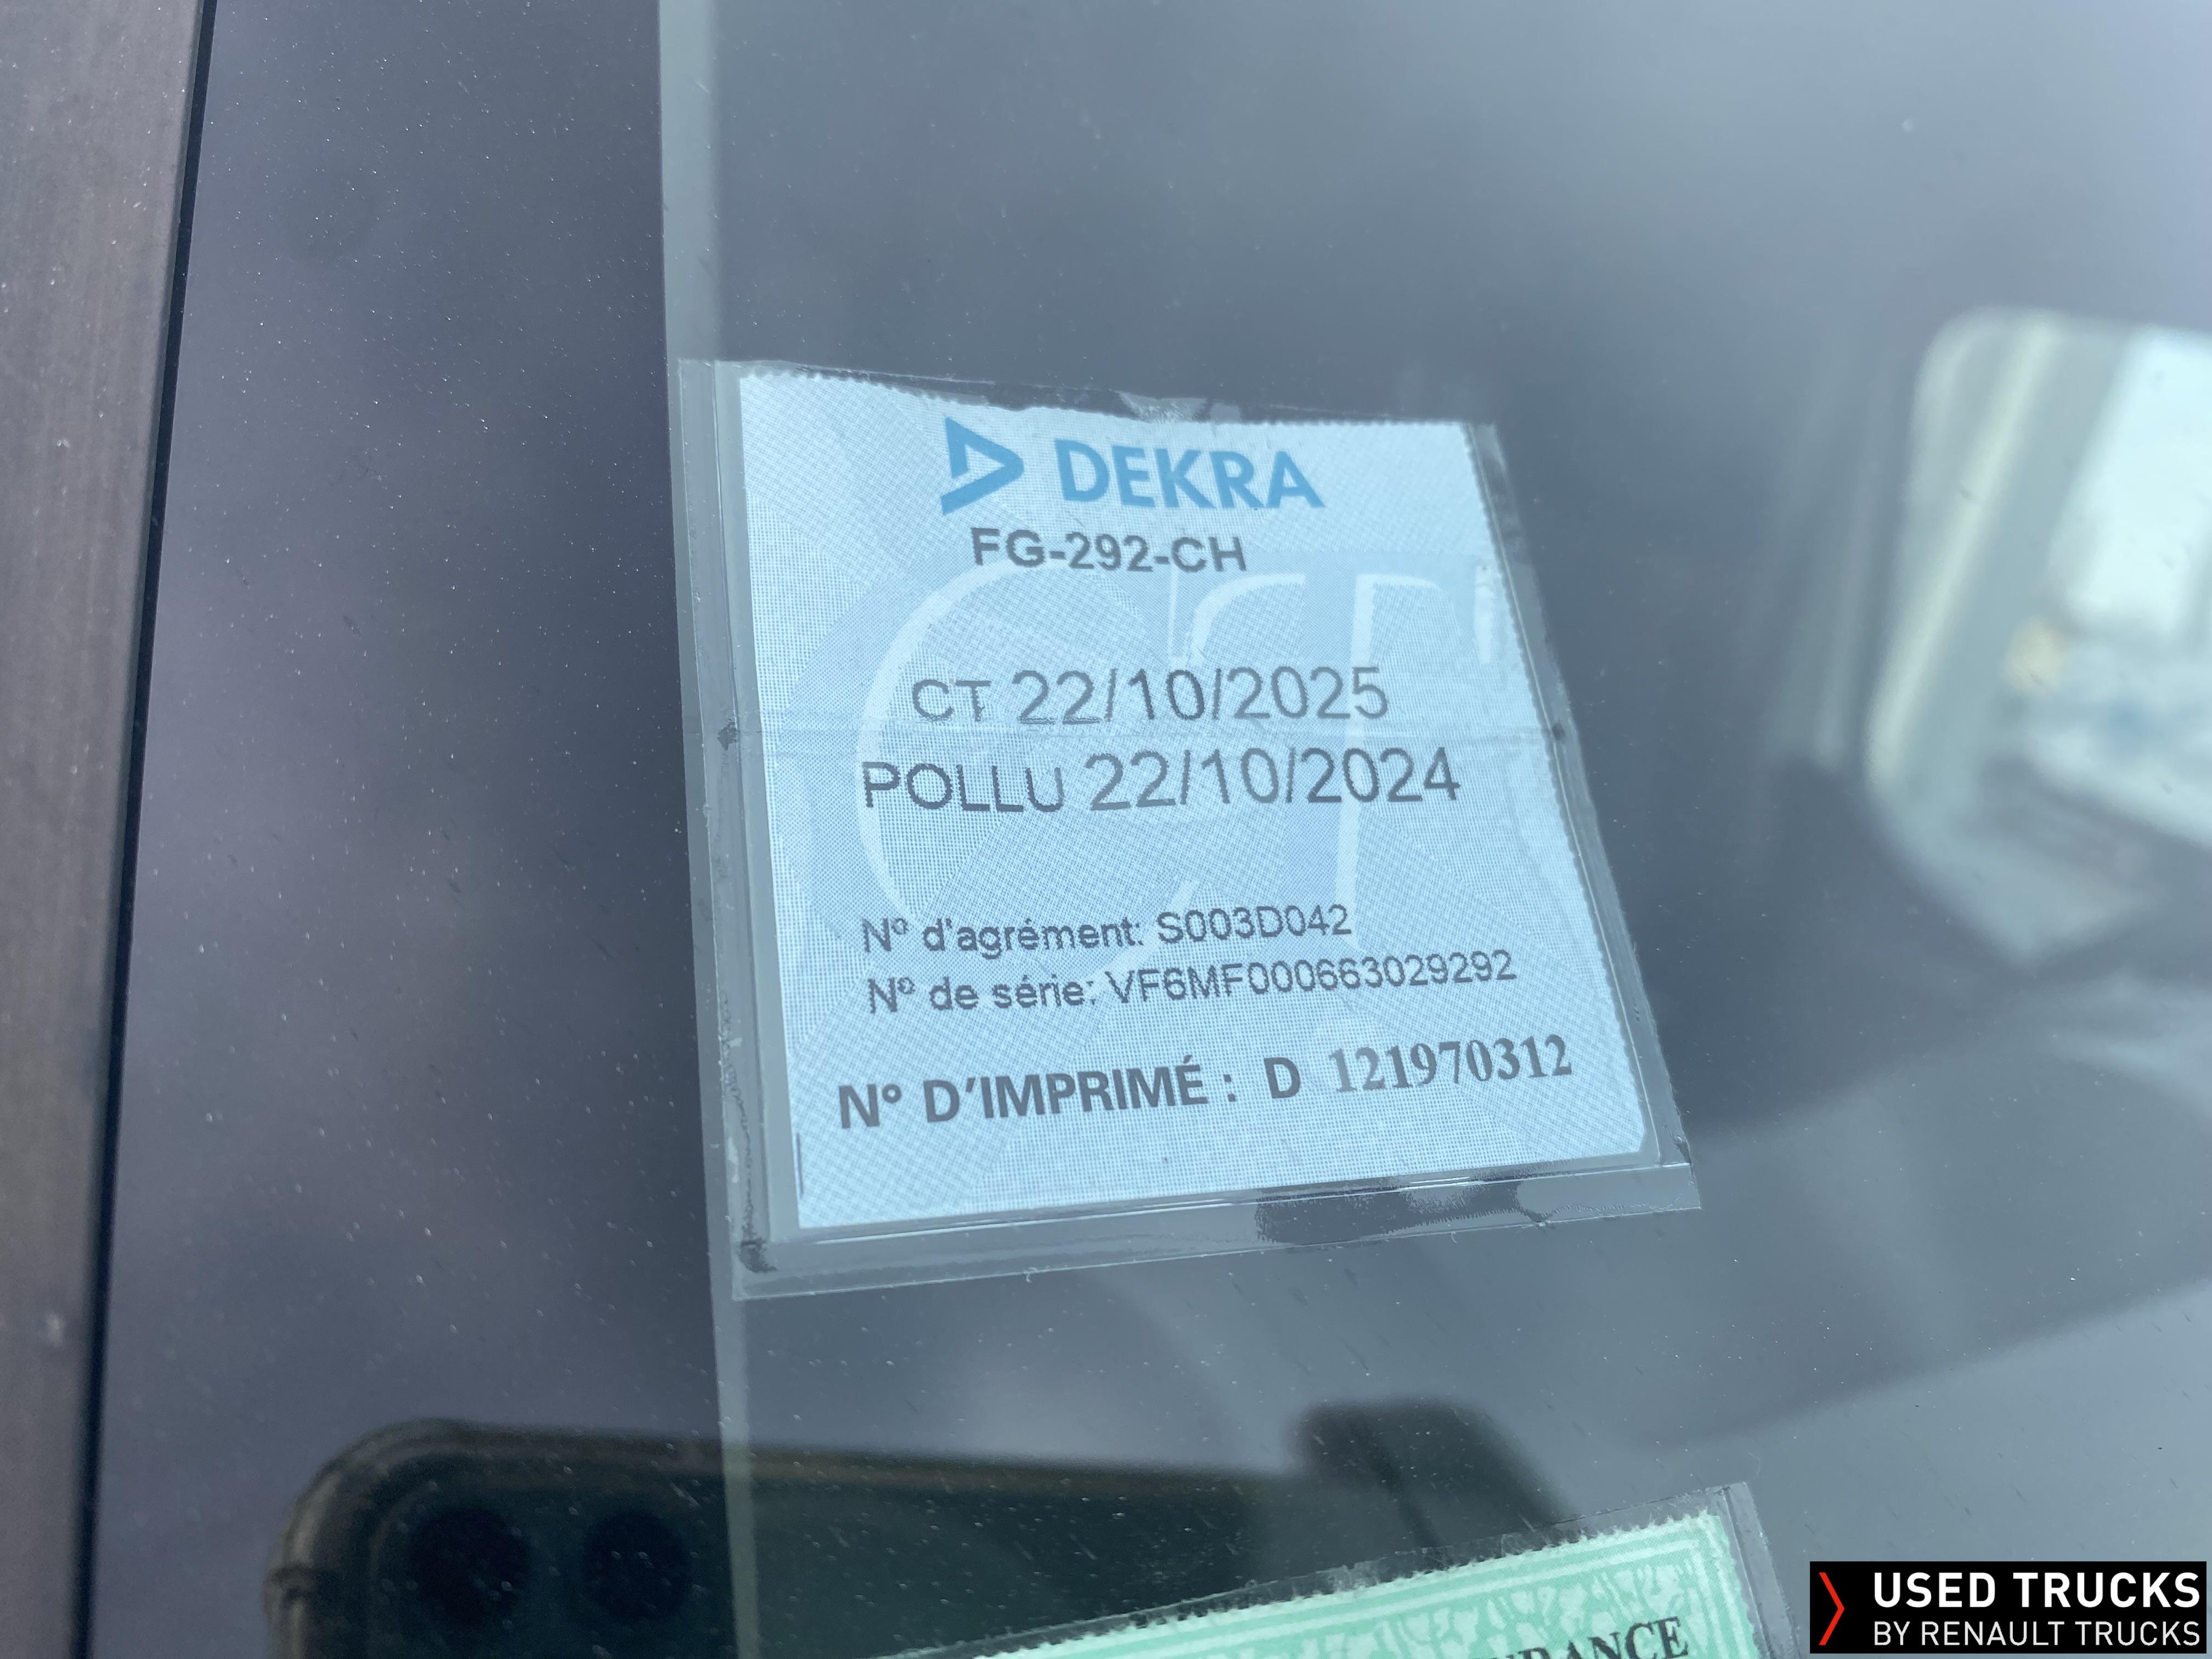 DEKRA
FG-292-CH
CT
CT 22/10/2025
POLLU 22/10/2024
N° d'agrément: S003D042
N° de série: VF6MF000663029292
N° D'IMPRIMÉ : D 121970312
USED TRUCKS
BY RENAULT TRUCKS